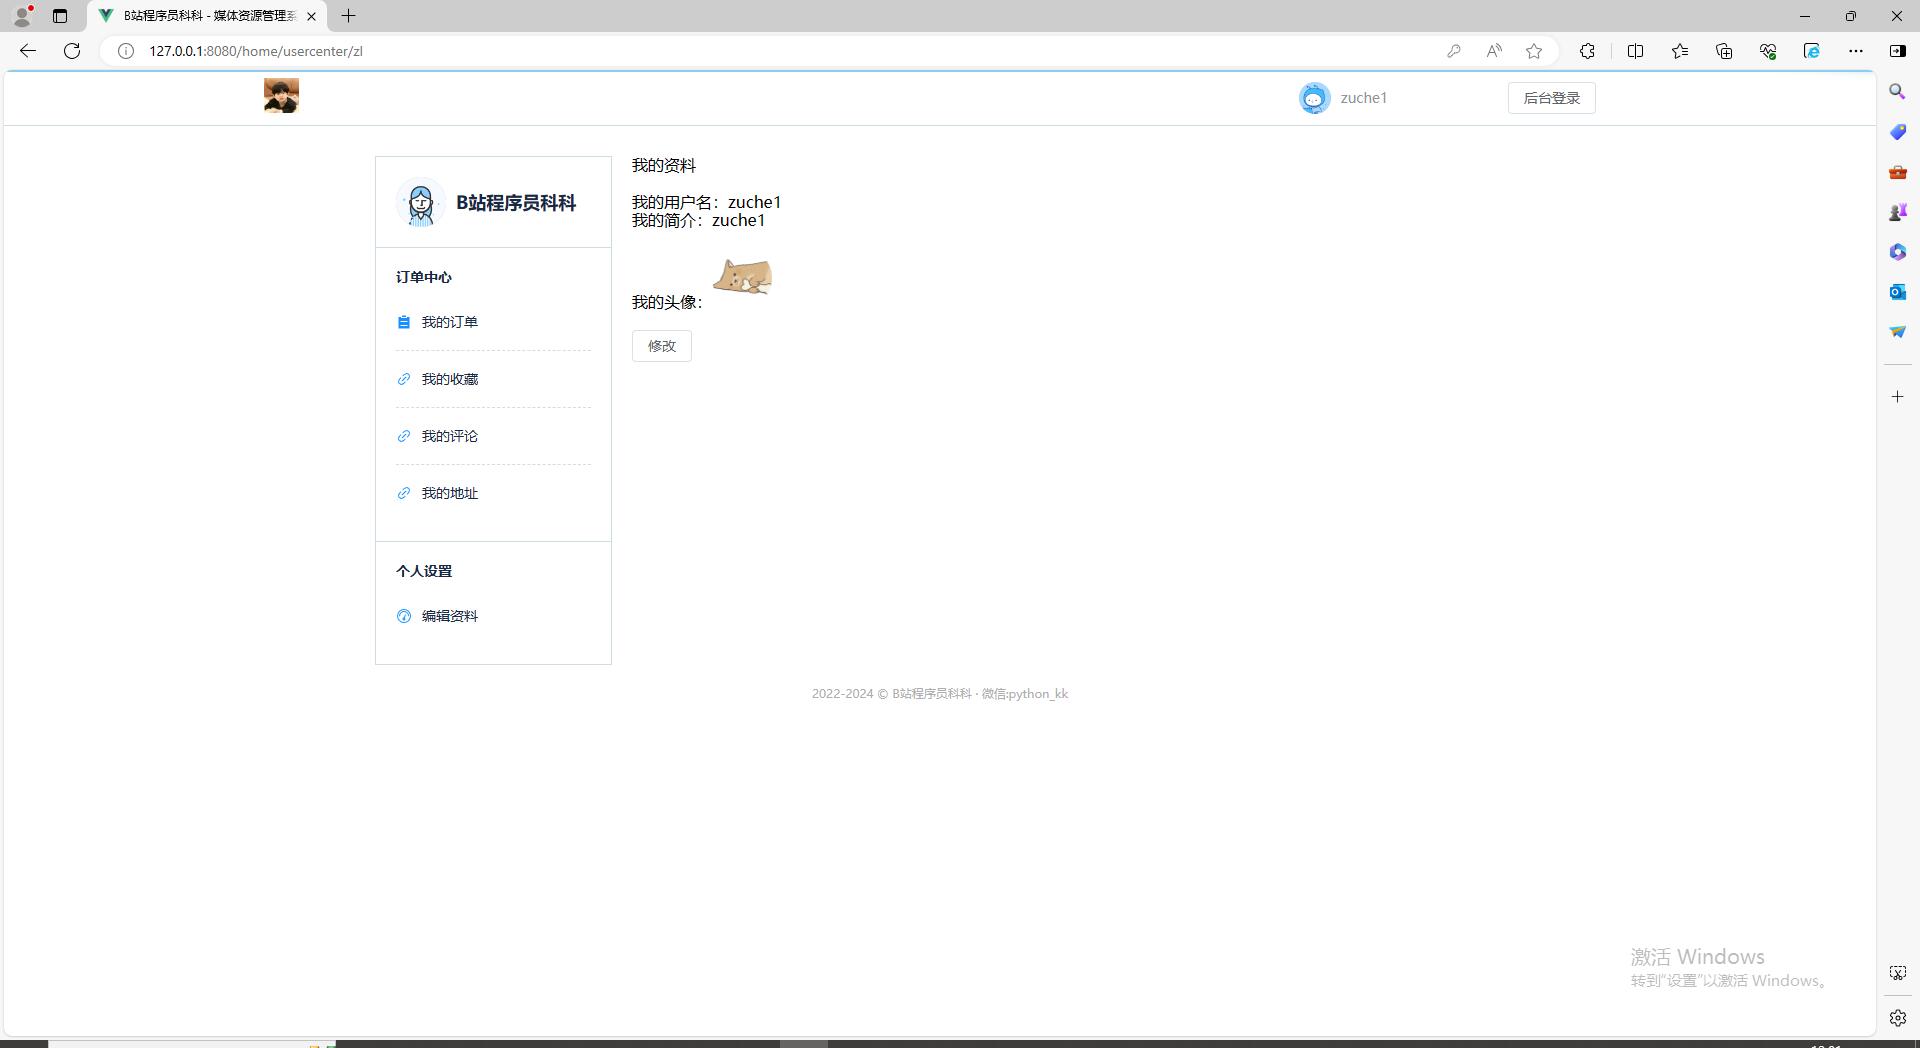 B站程序员科科 - 媒体资源管理系
127.0.0.1:8080/home/usercenter/zl
zuche1
后台登录
B站程序员科科
订单中心
我的订单
我的收藏
我的评论
我的地址
个人设置
编辑资料
我的资料
我的用户名：zuche1
我的简介：zuche1
我的头像：
修改
2022-2024 © B站程序员科科 · 微信:python_kk
激活 Windows
转到"设置"以激活 Windows。